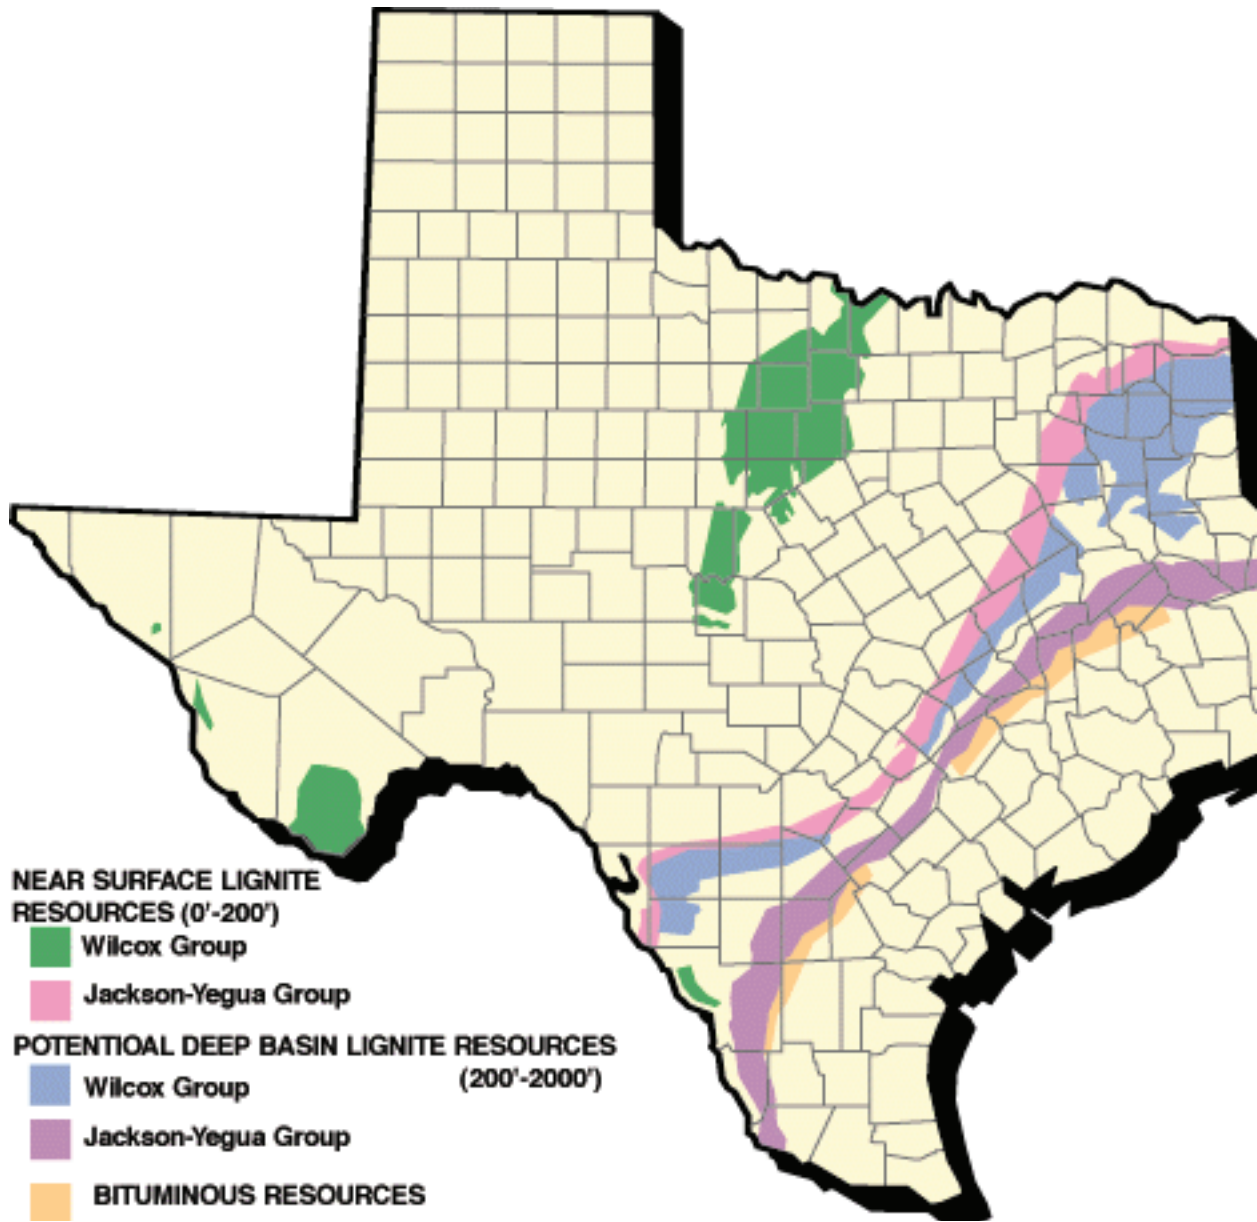 NEAR SURFACE LIGNITE
RESOURCES (0'-200')
Wilcox Group
Jackson-Yegua Group
POTENTIOAL DEEP BASIN LIGNITE RESOURCES
(200'-2000')
Wilcox Group
Jackson-Yegua Group
BITUMINOUS RESOURCES